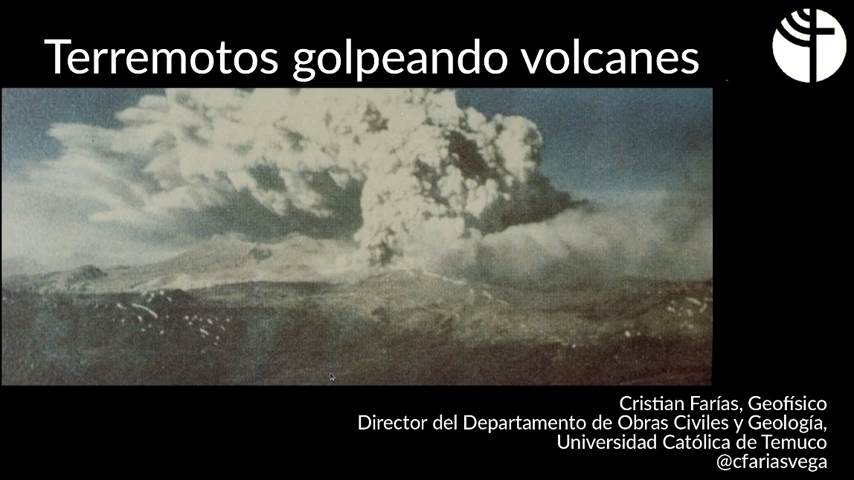 Terremotos golpeando volcanes
Cristian Farías, Geofísico
Director del Departamento de Obras Civiles y Geología,
Universidad Católica de Temuco
@cfariasvega